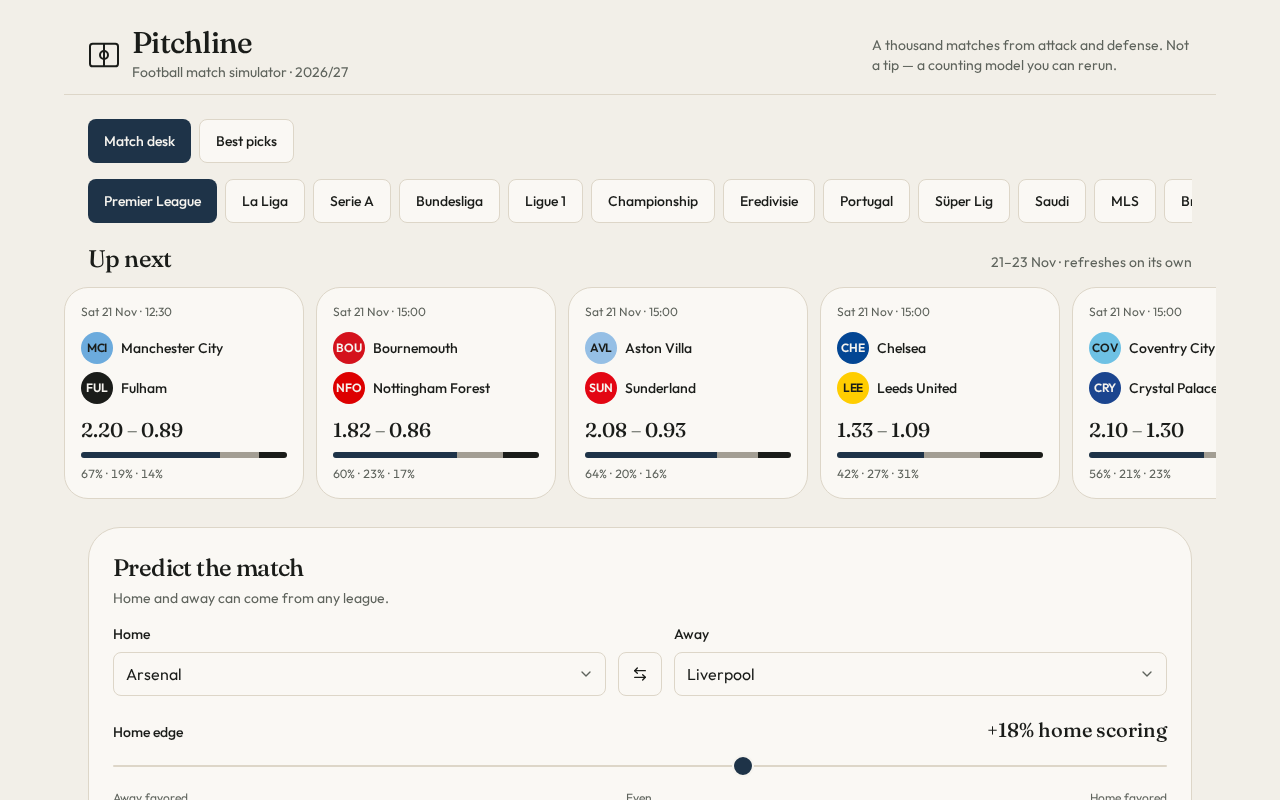 Pitchline
Football match simulator · 2026/27
A thousand matches from attack and defense. Not
a tip — a counting model you can rerun.
Match desk
Best picks
Premier League
La Liga
Serie A
Bundesliga
Ligue 1
Championship
Eredivisie
Portugal
Süper Lig
Saudi
MLS
Up next
21–23 Nov · refreshes on its own
Sat 21 Nov · 12:30
MCI Manchester City
FUL Fulham
2.20 – 0.89
67% · 19% · 14%
Sat 21 Nov · 15:00
BOU Bournemouth
NFO Nottingham Forest
1.82 – 0.86
60% · 23% · 17%
Sat 21 Nov · 15:00
AVL Aston Villa
SUN Sunderland
2.08 – 0.93
64% · 20% · 16%
Sat 21 Nov · 15:00
CHE Chelsea
LEE Leeds United
1.33 – 1.09
42% · 27% · 31%
Sat 21 Nov · 15:00
COV Coventry City
CRY Crystal Palace
2.10 – 1.30
56% · 21% · 23%
Predict the match
Home and away can come from any league.
Home
Away
Arsenal
Liverpool
Home edge
+18% home scoring
Away favored
Even
Home favored